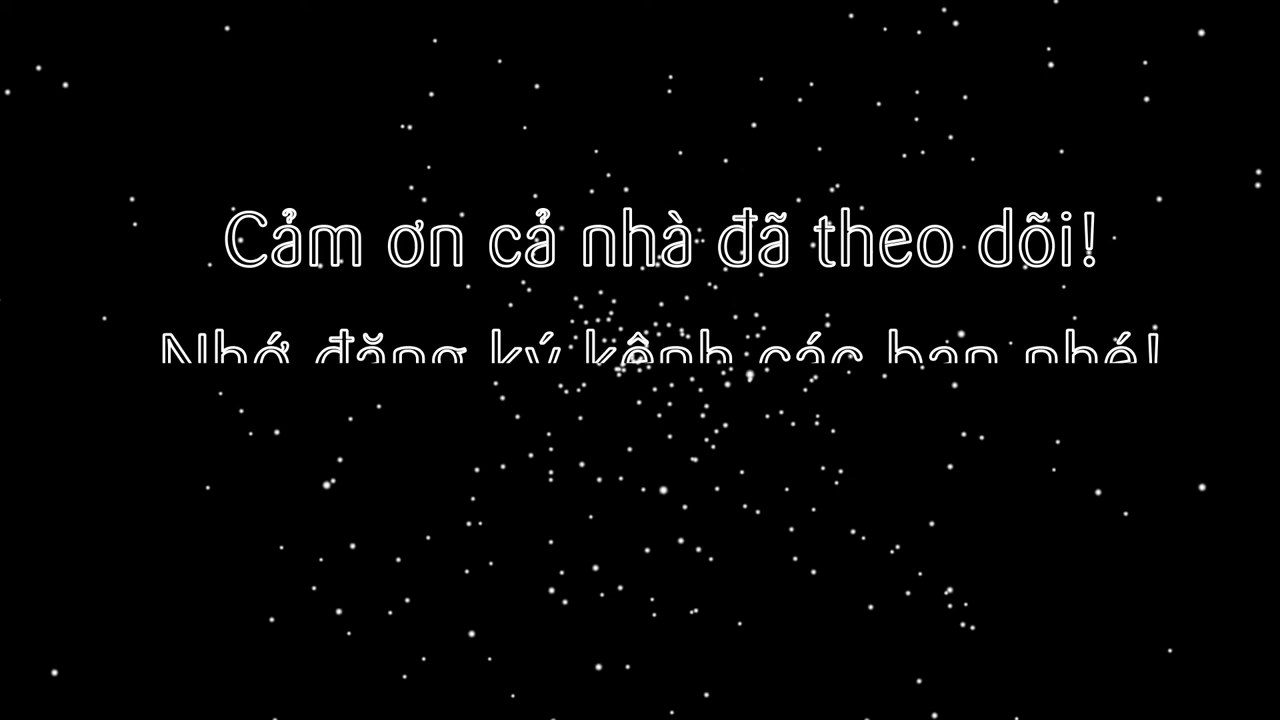 Cảm ơn cả nhà đã theo dõi!
Nhớ đăng ký kênh các bạn nhé!